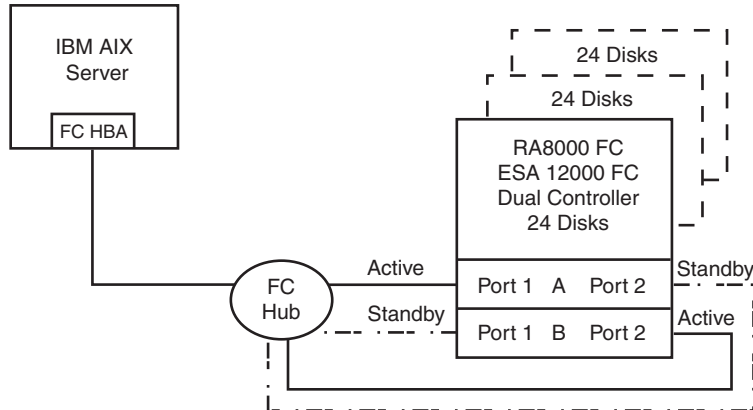 IBM AIX
Server
FC HBA
24 Disks
24 Disks
RA8000 FC
ESA 12000 FC
Dual Controller
24 Disks
Active
Port 1 A Port 2
Standby
FC
Hub
Standby
Port 1 B Port 2
Active